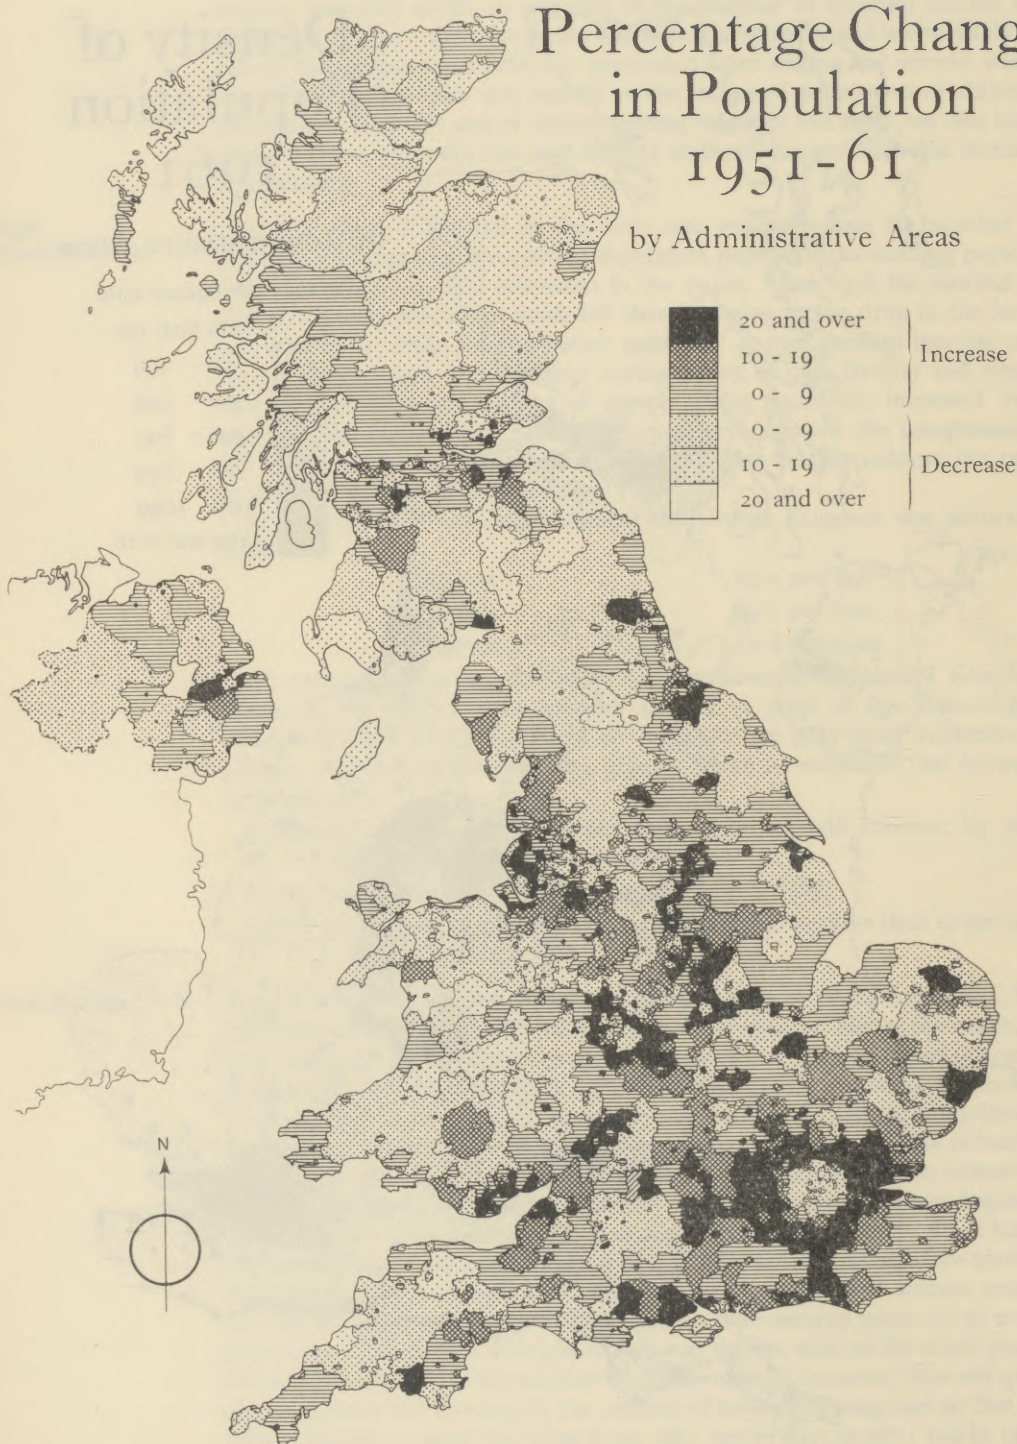 Percentage Chang
in Population
1951-61
by Administrative Areas
20 and over
10 - 19
0 - 9
Increase
0 - 9
10 - 19
20 and over
Decrease
N